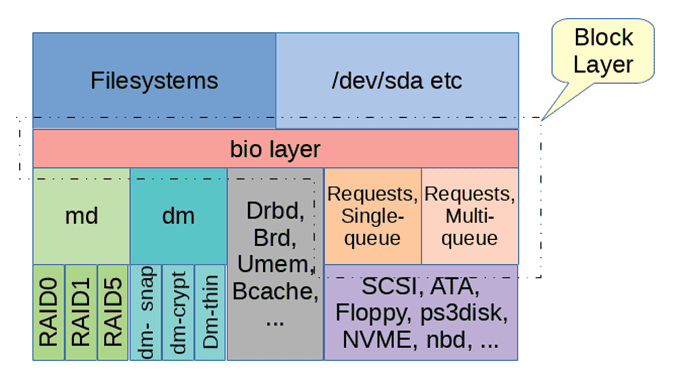 Block
Layer
Filesystems
/dev/sda etc
bio layer
md
dm
Drbd,
Brd,
Umem,
Bcache,
...
Requests,
Single-
queue
Requests,
Multi-
queue
RAID0
RAID1
RAID5
dm- snap
dm-crypt
Dm-thin
SCSI, ATA,
Floppy, ps3disk,
NVME, nbd, ...